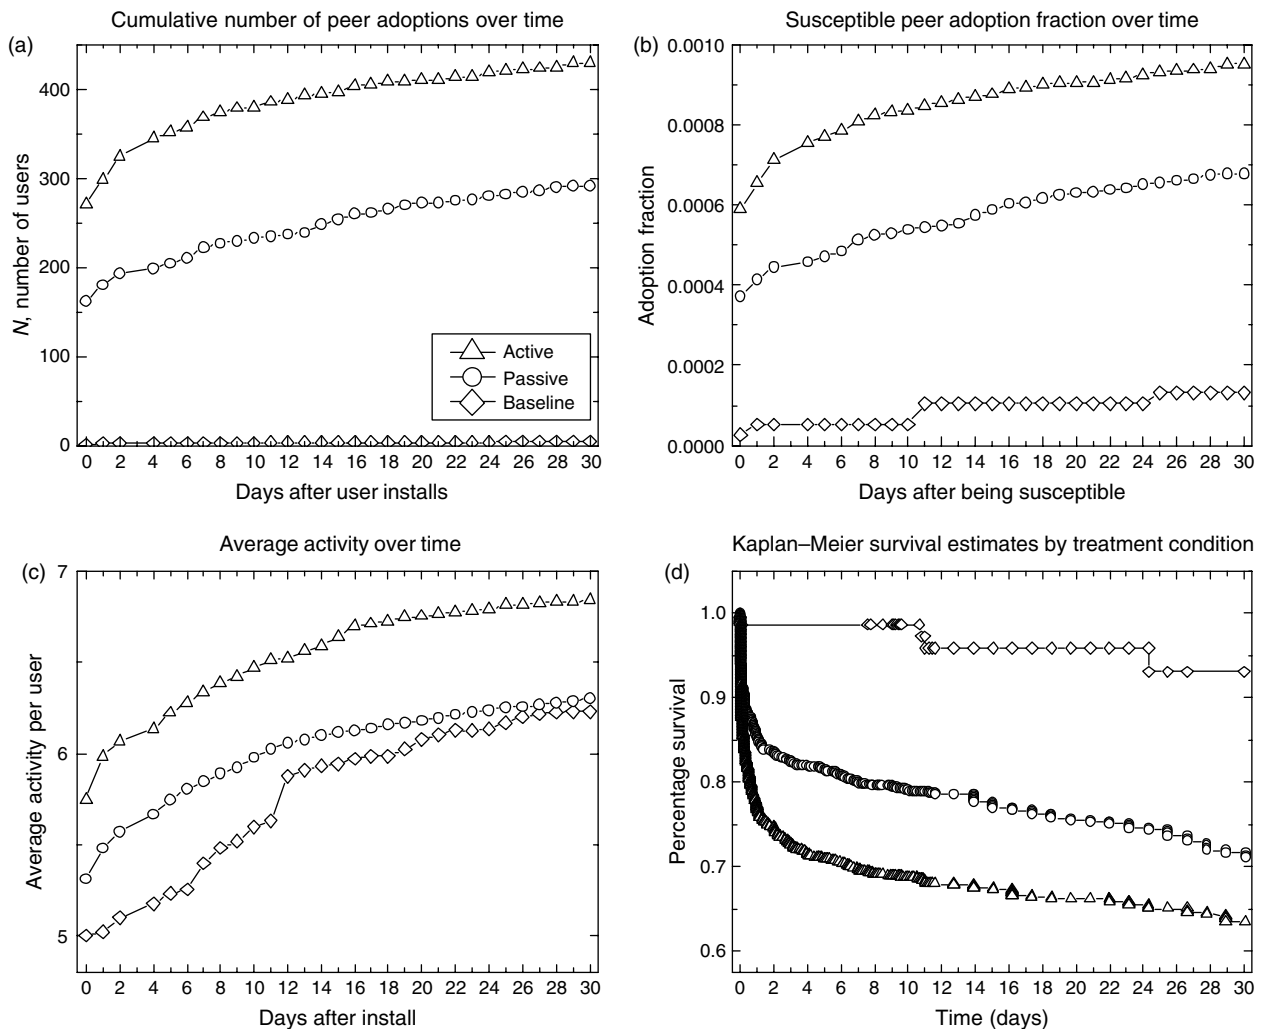 Cumulative number of peer adoptions over time
(a)
400
300
200
100
0
N, number of users
Active
Passive
Baseline
0 2 4 6 8 10 12 14 16 18 20 22 24 26 28 30
Days after user installs
Susceptible peer adoption fraction over time
(b)
0.0010
0.0008
0.0006
0.0004
0.0002
0.0000
Adoption fraction
0 2 4 6 8 10 12 14 16 18 20 22 24 26 28 30
Days after being susceptible
Average activity over time
(c)
7
6
5
Average activity per user
0 2 4 6 8 10 12 14 16 18 20 22 24 26 28 30
Days after install
Kaplan–Meier survival estimates by treatment condition
(d)
1.0
0.9
0.8
0.7
0.6
Percentage survival
0 2 4 6 8 10 12 14 16 18 20 22 24 26 28 30
Time (days)